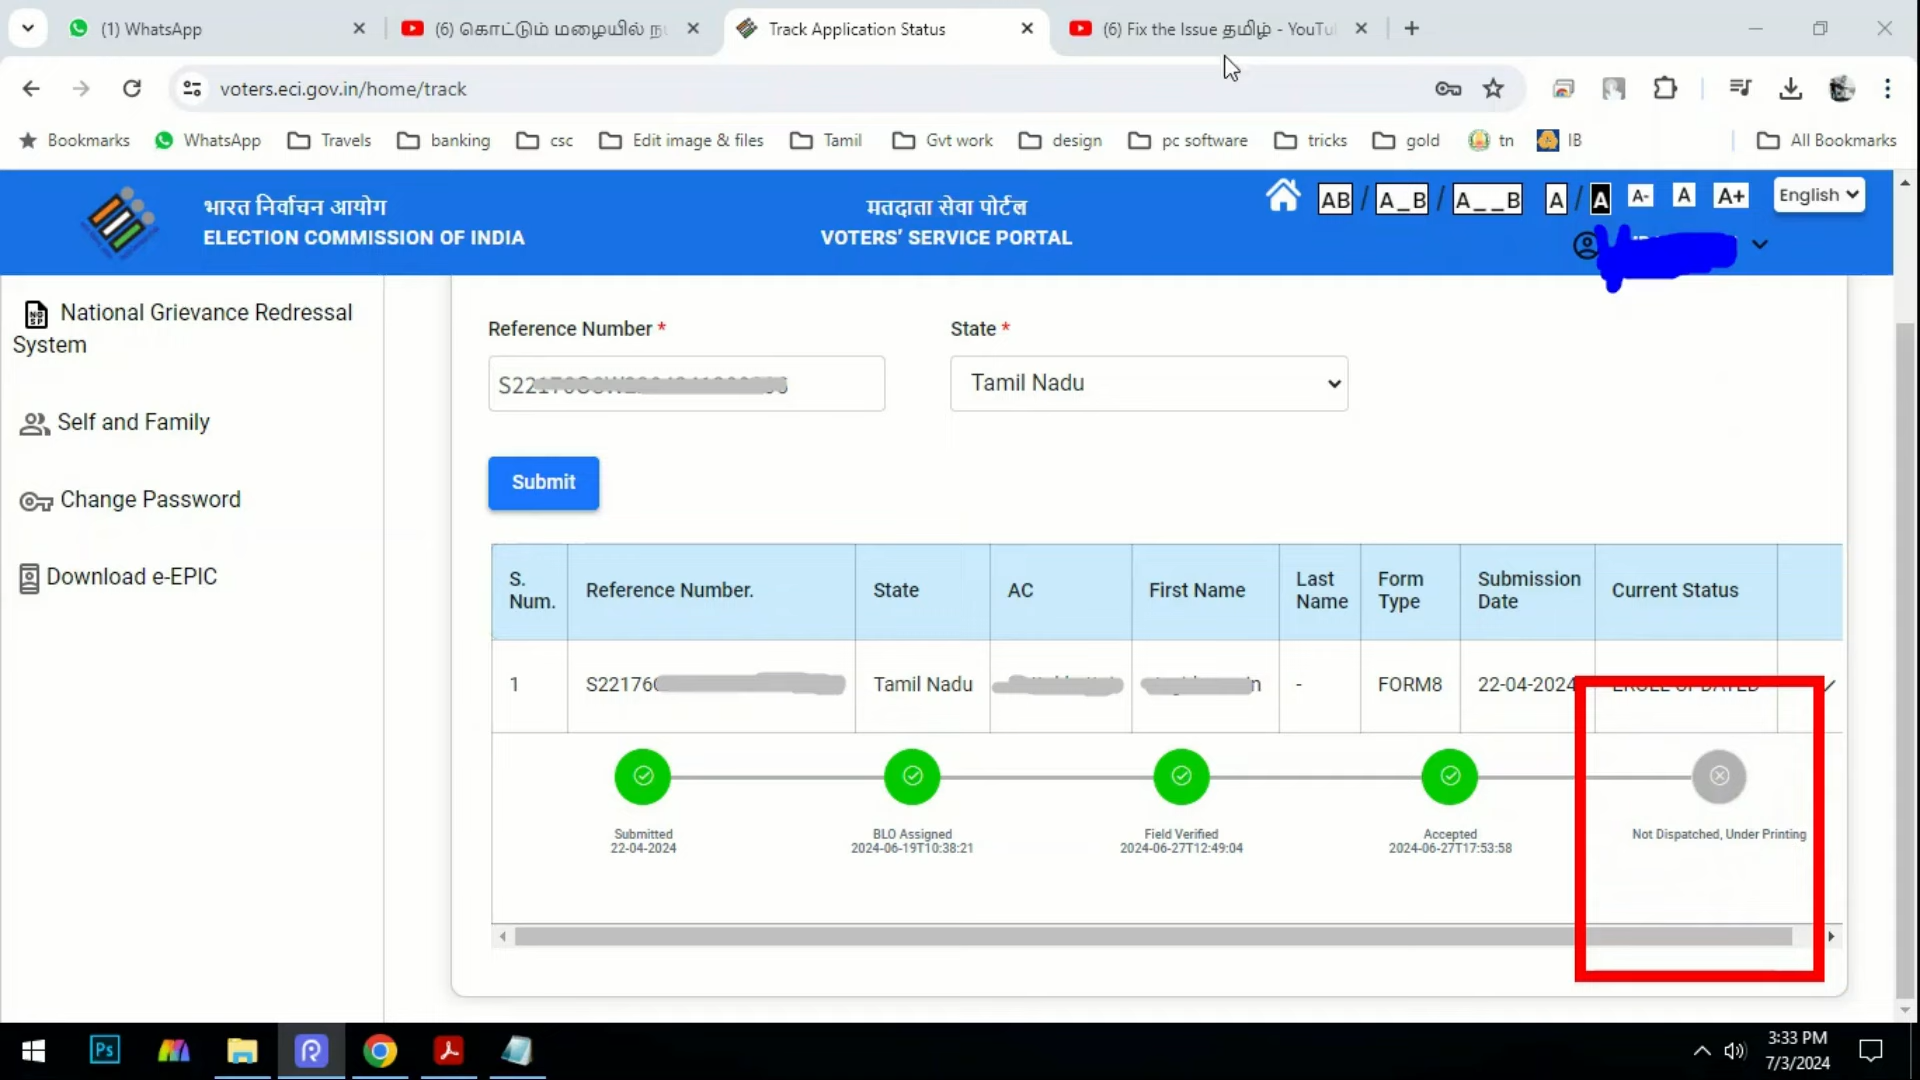 (1) WhatsApp
(6) கொட்டும் மழையில் ந
Track Application Status
(6) Fix the Issue தமிழ் - YouTu
voters.eci.gov.in/home/track
Bookmarks
WhatsApp
Travels
banking
csc
Edit image & files
Tamil
Gvt work
design
pc software
tricks
gold
tn
IB
All Bookmarks
भारत निर्वाचन आयोग
ELECTION COMMISSION OF INDIA
मतदाता सेवा पोर्टल
VOTERS' SERVICE PORTAL
AB / A_B / A__B A / A A- A A+
English
National Grievance Redressal
System
Self and Family
Change Password
Download e-EPIC
Reference Number *
State *
Tamil Nadu
Submit
S. Num.
Reference Number.
State
AC
First Name
Last Name
Form Type
Submission Date
Current Status
1
S22176
Tamil Nadu
-
FORM8
22-04-2024
Submitted
22-04-2024
BLO Assigned
2024-06-19T10:38:21
Field Verified
2024-06-27T12:49:04
Accepted
2024-06-27T17:53:58
Not Dispatched, Under Printing
Ps
3:33 PM
7/3/2024